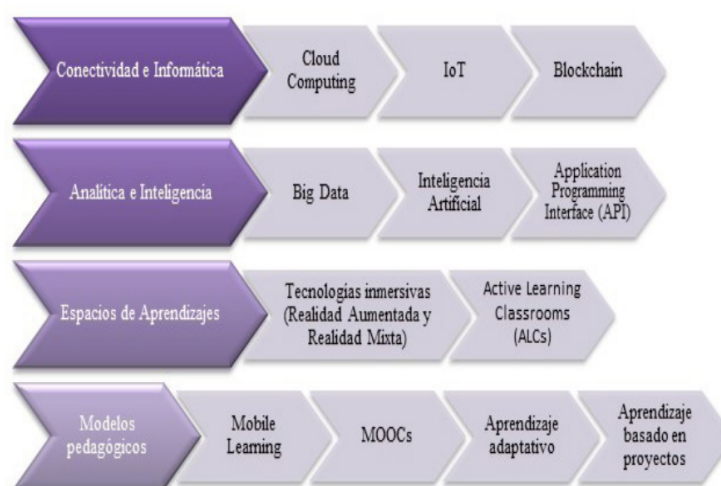 Conectividad e Informática
Cloud
Computing
IoT
Blockchain
Analítica e Inteligencia
Big Data
Inteligencia
Artificial
Application
Programming
Interface (API)
Espacios de Aprendizajes
Tecnologías inmersivas
(Realidad Aumentada y
Realidad Mixta)
Active Learning
Classrooms
(ALCs)
Modelos
pedagógicos
Mobile
Learning
MOOCs
Aprendizaje
adaptativo
Aprendizaje
basado en
proyectos